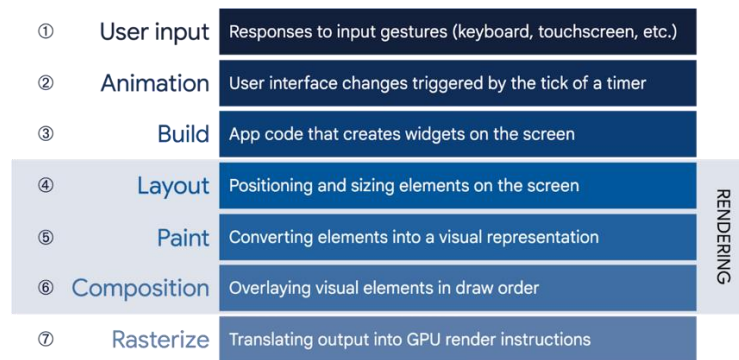 ① User input Responses to input gestures (keyboard, touchscreen, etc.)
② Animation User interface changes triggered by the tick of a timer
③ Build App code that creates widgets on the screen
④ Layout Positioning and sizing elements on the screen
⑤ Paint Converting elements into a visual representation
⑥ Composition Overlaying visual elements in draw order
⑦ Rasterize Translating output into GPU render instructions
RENDERING